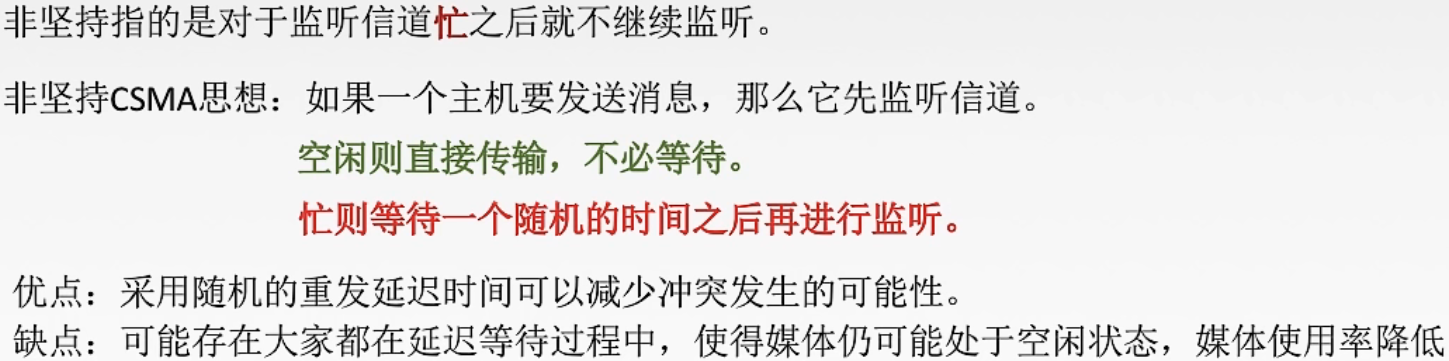 非坚持指的是对于监听信道忙之后就不继续监听。
非坚持CSMA思想：如果一个主机要发送消息，那么它先监听信道。
空闲则直接传输，不必等待。
忙则等待一个随机的时间之后再进行监听。
优点：采用随机的重发延迟时间可以减少冲突发生的可能性。
缺点：可能存在大家都在延迟等待过程中，使得媒体仍可能处于空闲状态，媒体使用率降低